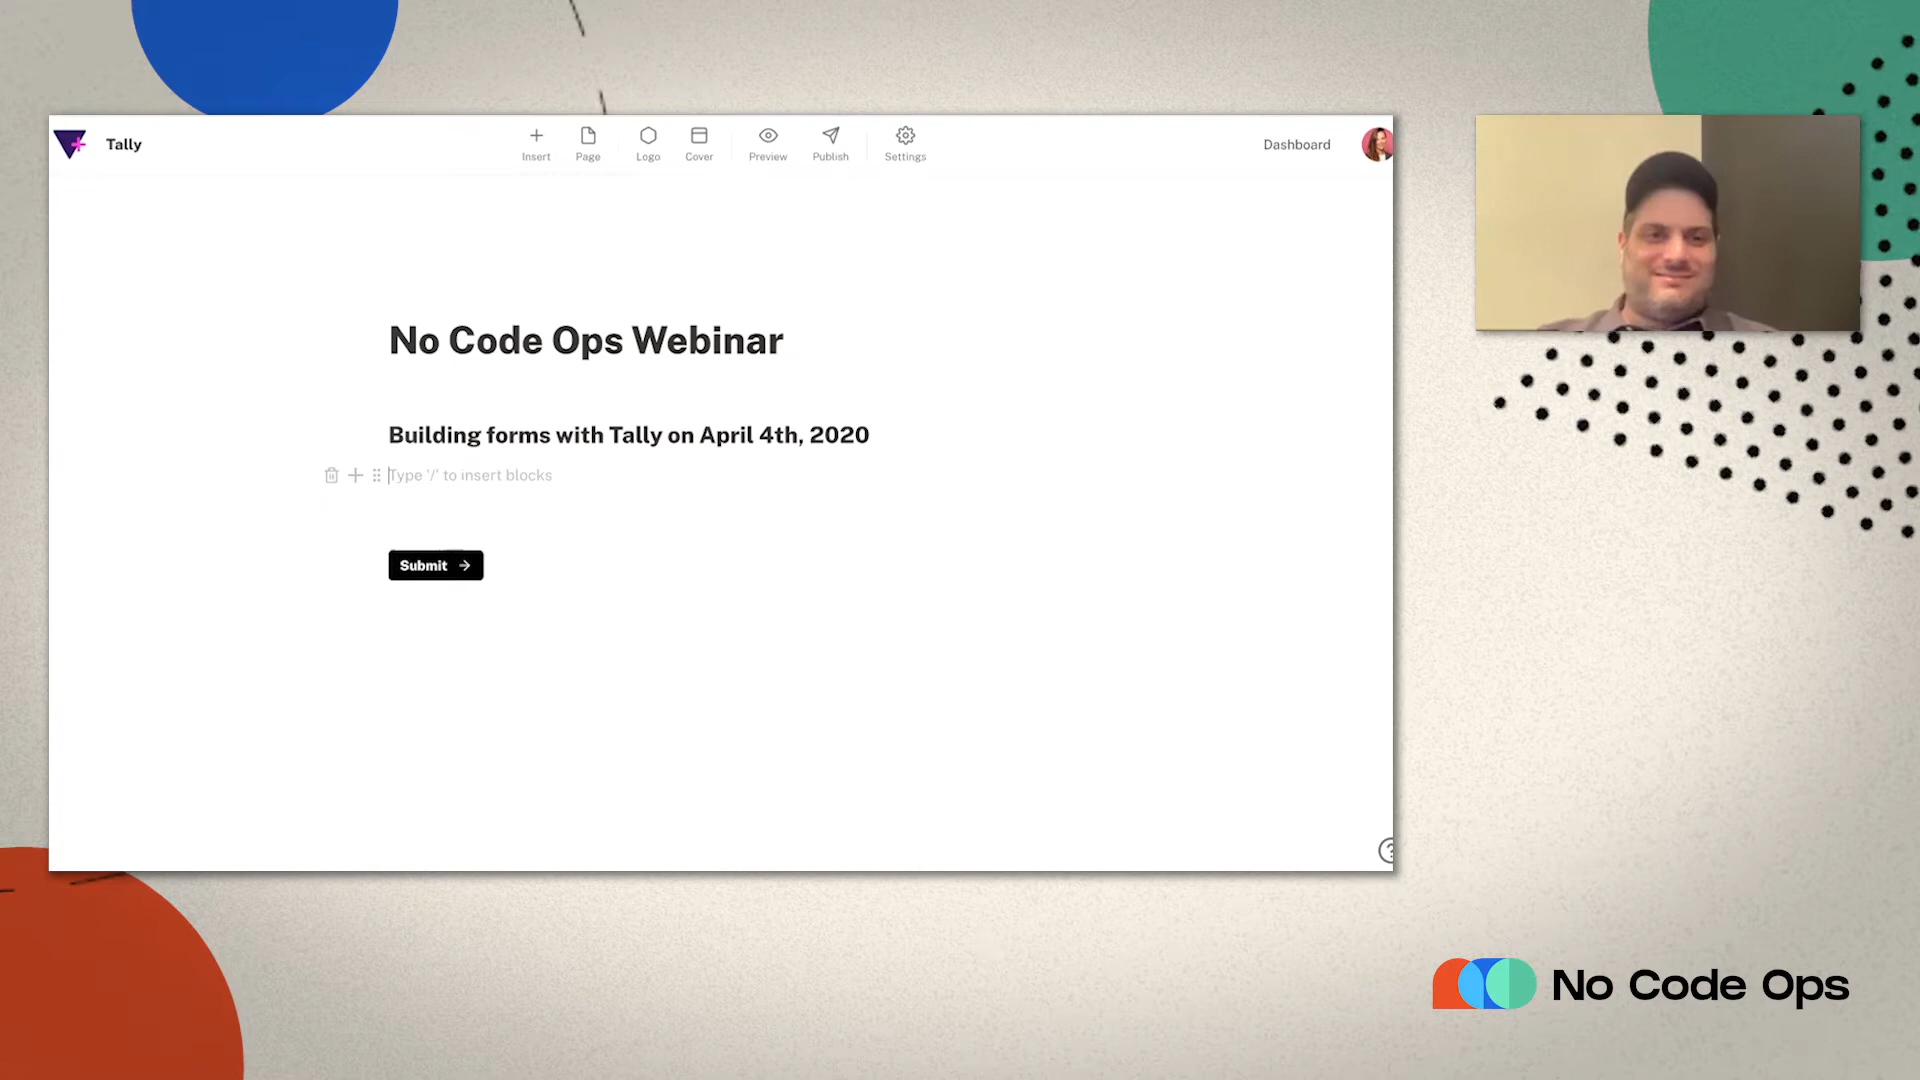 Tally
Insert
Page
Logo
Cover
Preview
Publish
Settings
Dashboard
No Code Ops Webinar
Building forms with Tally on April 4th, 2020
Type '/' to insert blocks
Submit
?
No Code Ops